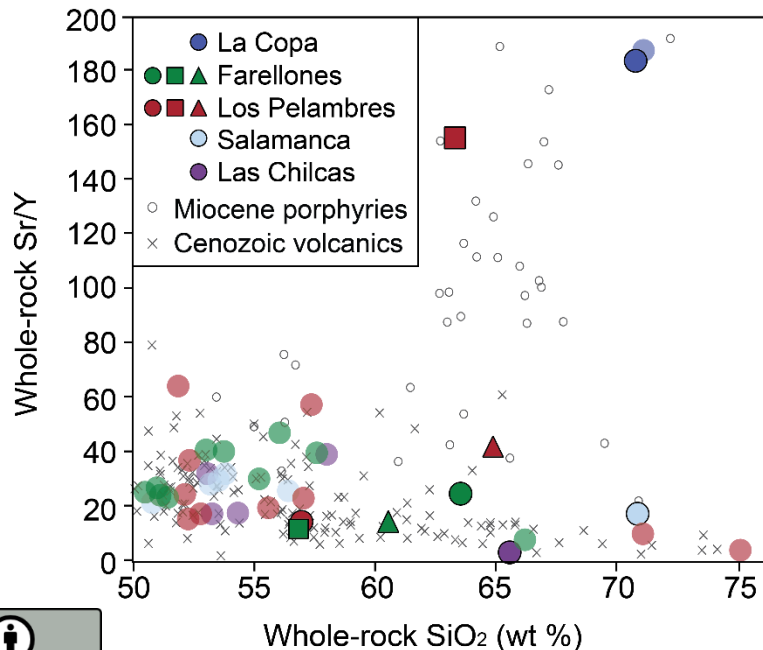 200
180
160
140
120
100
80
60
40
20
0
Whole-rock Sr/Y
La Copa
Farellones
Los Pelambres
Salamanca
Las Chilcas
Miocene porphyries
Cenozoic volcanics
50 55 60 65 70 75
Whole-rock SiO₂ (wt %)